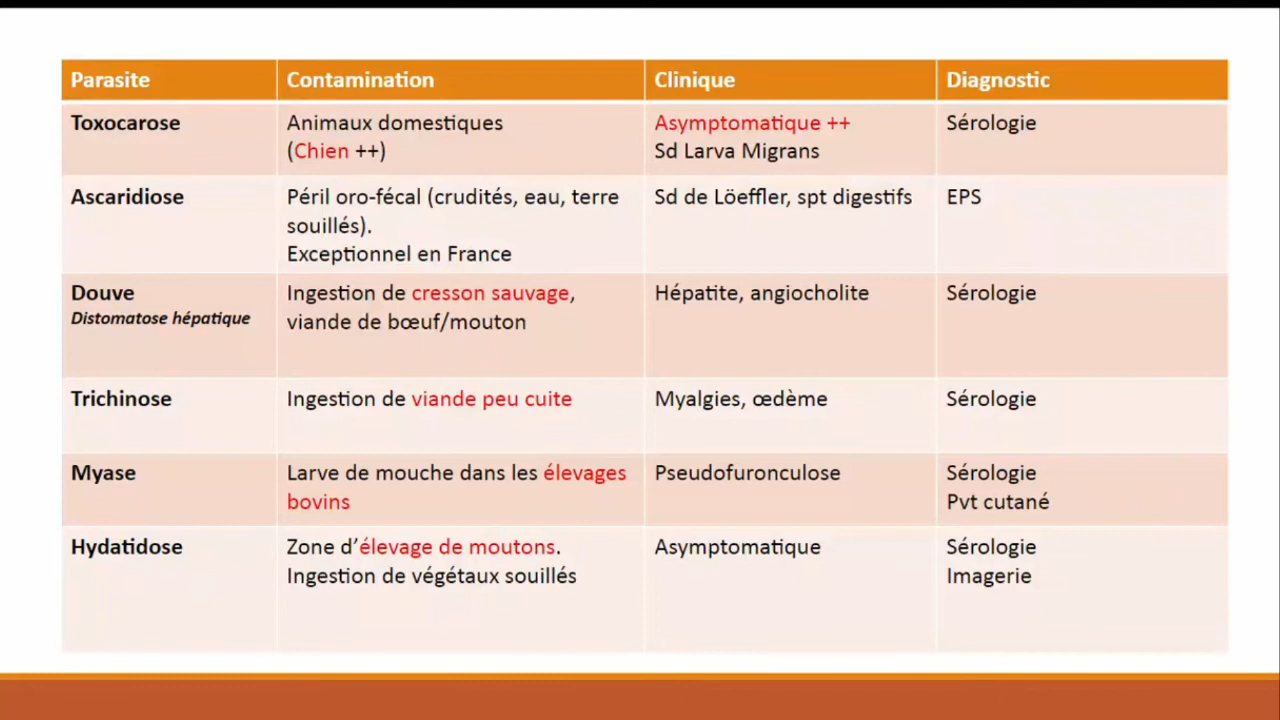 Parasite
Contamination
Clinique
Diagnostic
Toxocarose
Animaux domestiques
(Chien ++)
Asymptomatique ++
Sd Larva Migrans
Sérologie
Ascaridiose
Péril oro-fécal (crudités, eau, terre
souillés).
Exceptionnel en France
Sd de Löeffler, spt digestifs
EPS
Douve
Distomatose hépatique
Ingestion de cresson sauvage,
viande de bœuf/mouton
Hépatite, angiocholite
Sérologie
Trichinose
Ingestion de viande peu cuite
Myalgies, œdème
Sérologie
Myase
Larve de mouche dans les élevages
bovins
Pseudofuronculose
Sérologie
Pvt cutané
Hydatidose
Zone d’élevage de moutons.
Ingestion de végétaux souillés
Asymptomatique
Sérologie
Imagerie